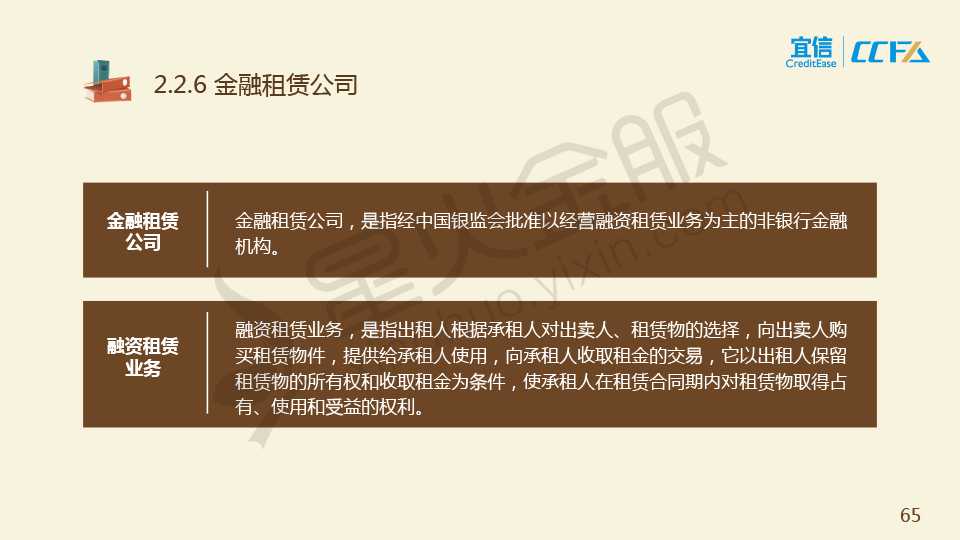 宜信
CreditEase
CCFA
2.2.6 金融租赁公司
金融租赁
公司
金融租赁公司，是指经中国银监会批准以经营融资租赁业务为主的非银行金融
机构。
融资租赁
业务
融资租赁业务，是指出租人根据承租人对出卖人、租赁物的选择，向出卖人购
买租赁物件，提供给承租人使用，向承租人收取租金的交易，它以出租人保留
租赁物的所有权和收取租金为条件，使承租人在租赁合同期内对租赁物取得占
有、使用和受益的权利。
星火金服
huo.yixin.com
65